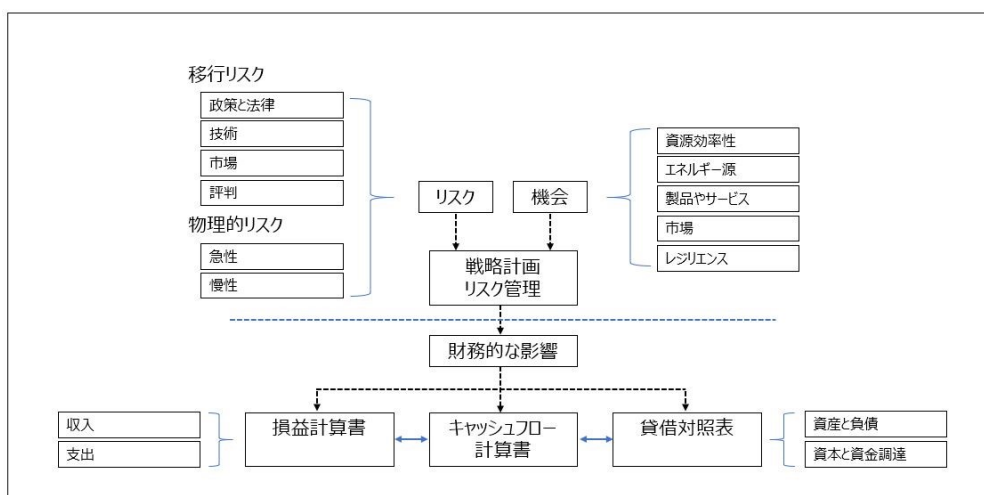 移行リスク
政策と法律
技術
市場
評判
物理的リスク
急性
慢性
リスク
機会
資源効率性
エネルギー源
製品やサービス
市場
レジリエンス
戦略計画
リスク管理
財務的な影響
収入
支出
損益計算書
キャッシュフロー
計算書
貸借対照表
資産と負債
資本と資金調達